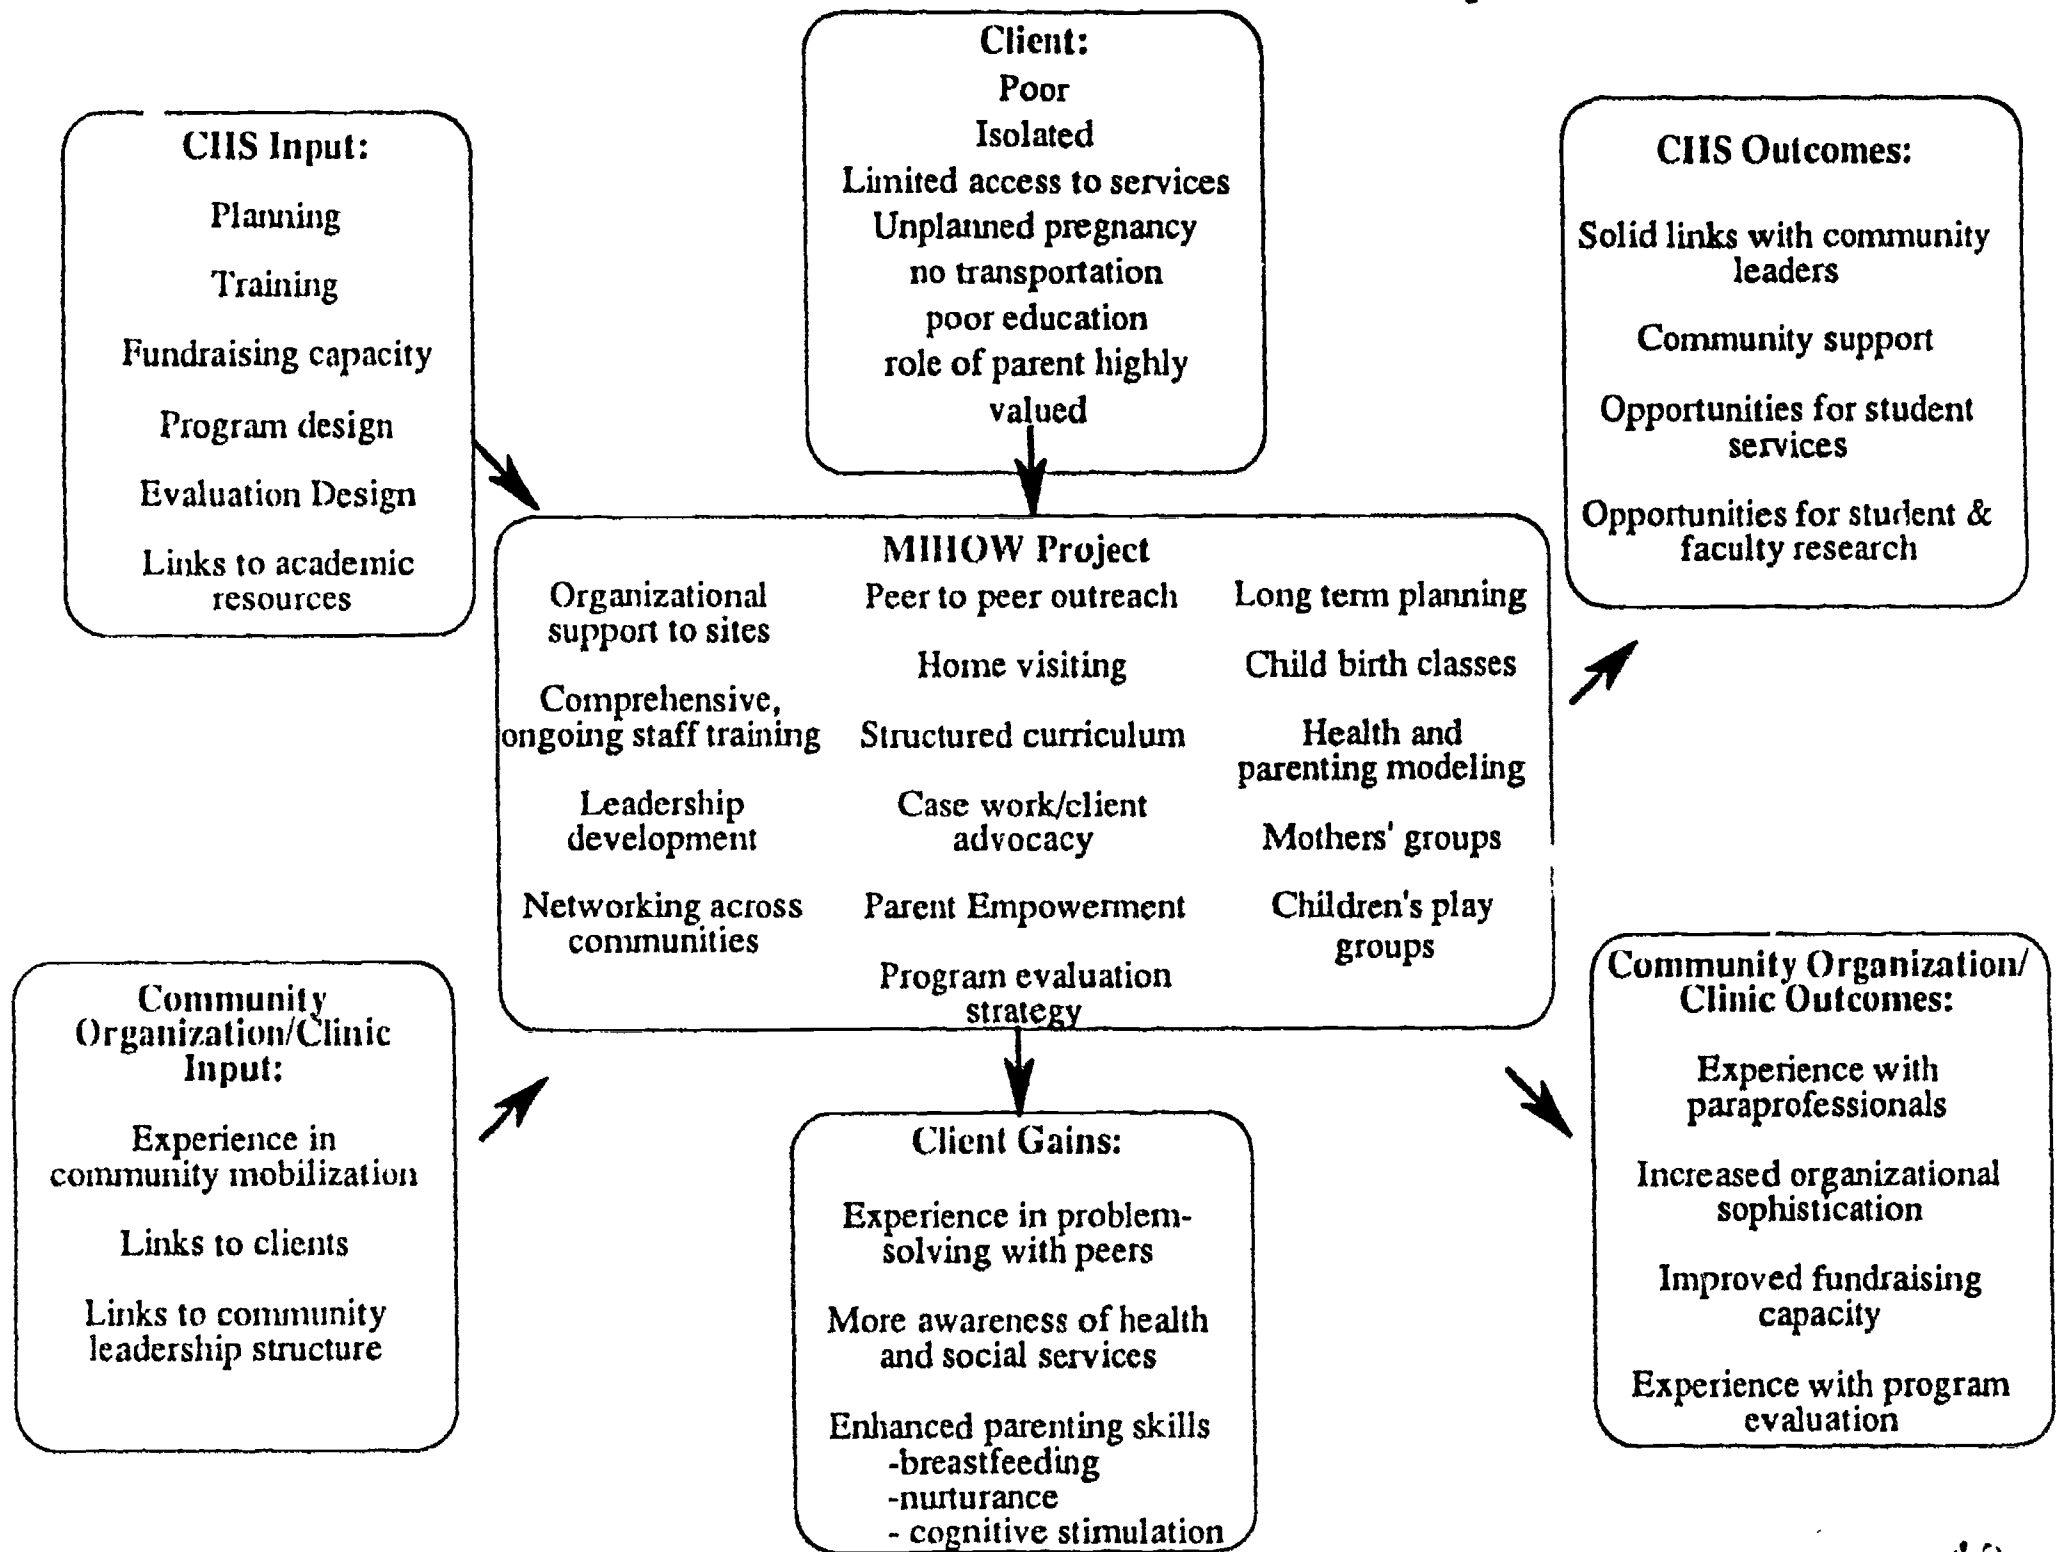 Client:
Poor
Isolated
Limited access to services
Unplanned pregnancy
no transportation
poor education
role of parent highly
valued
CHS Input:
Planning
Training
Fundraising capacity
Program design
Evaluation Design
Links to academic
resources
CHS Outcomes:
Solid links with community
leaders
Community support
Opportunities for student
services
Opportunities for student &
faculty research
MIHOW Project
Organizational
support to sites
Comprehensive,
ongoing staff training
Leadership
development
Networking across
communities
Peer to peer outreach
Home visiting
Structured curriculum
Case work/client
advocacy
Parent Empowerment
Program evaluation
strategy
Long term planning
Child birth classes
Health and
parenting modeling
Mothers' groups
Children's play
groups
Community
Organization/Clinic
Input:
Experience in
community mobilization
Links to clients
Links to community
leadership structure
Client Gains:
Experience in problem-
solving with peers
More awareness of health
and social services
Enhanced parenting skills
-breastfeeding
-nurturance
- cognitive stimulation
Community Organization/
Clinic Outcomes:
Experience with
paraprofessionals
Increased organizational
sophistication
Improved fundraising
capacity
Experience with program
evaluation